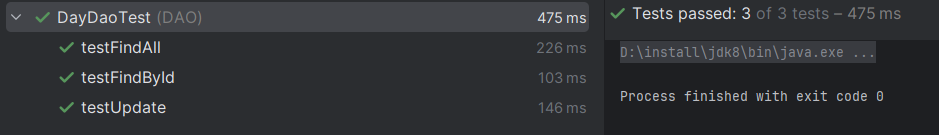 DayDaoTest (DAO) 475 ms
testFindAll 226 ms
testFindById 103 ms
testUpdate 146 ms
Tests passed: 3 of 3 tests – 475 ms
D:\install\jdk8\bin\java.exe ...
Process finished with exit code 0